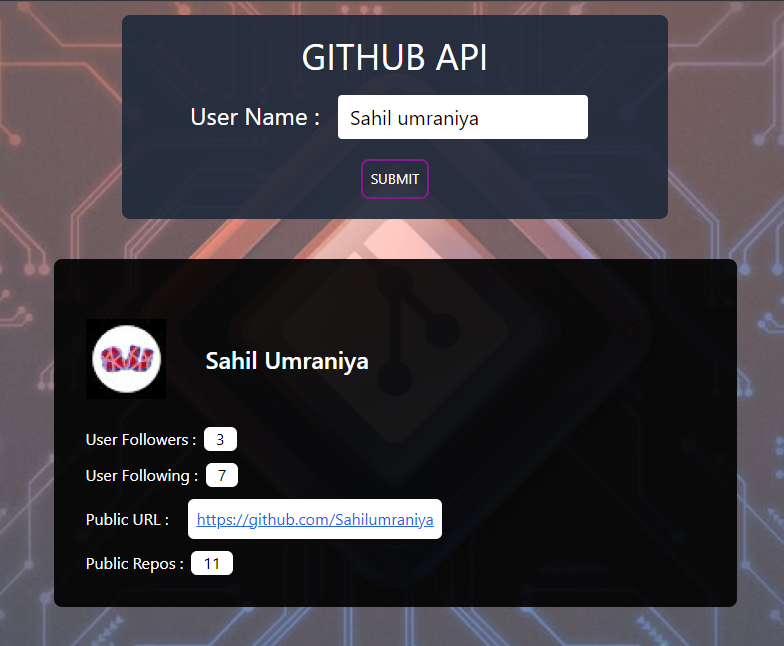 GITHUB API
User Name : Sahil umraniya
SUBMIT
Sahil Umraniya
User Followers : 3
User Following : 7
Public URL : https://github.com/Sahilumraniya
Public Repos : 11